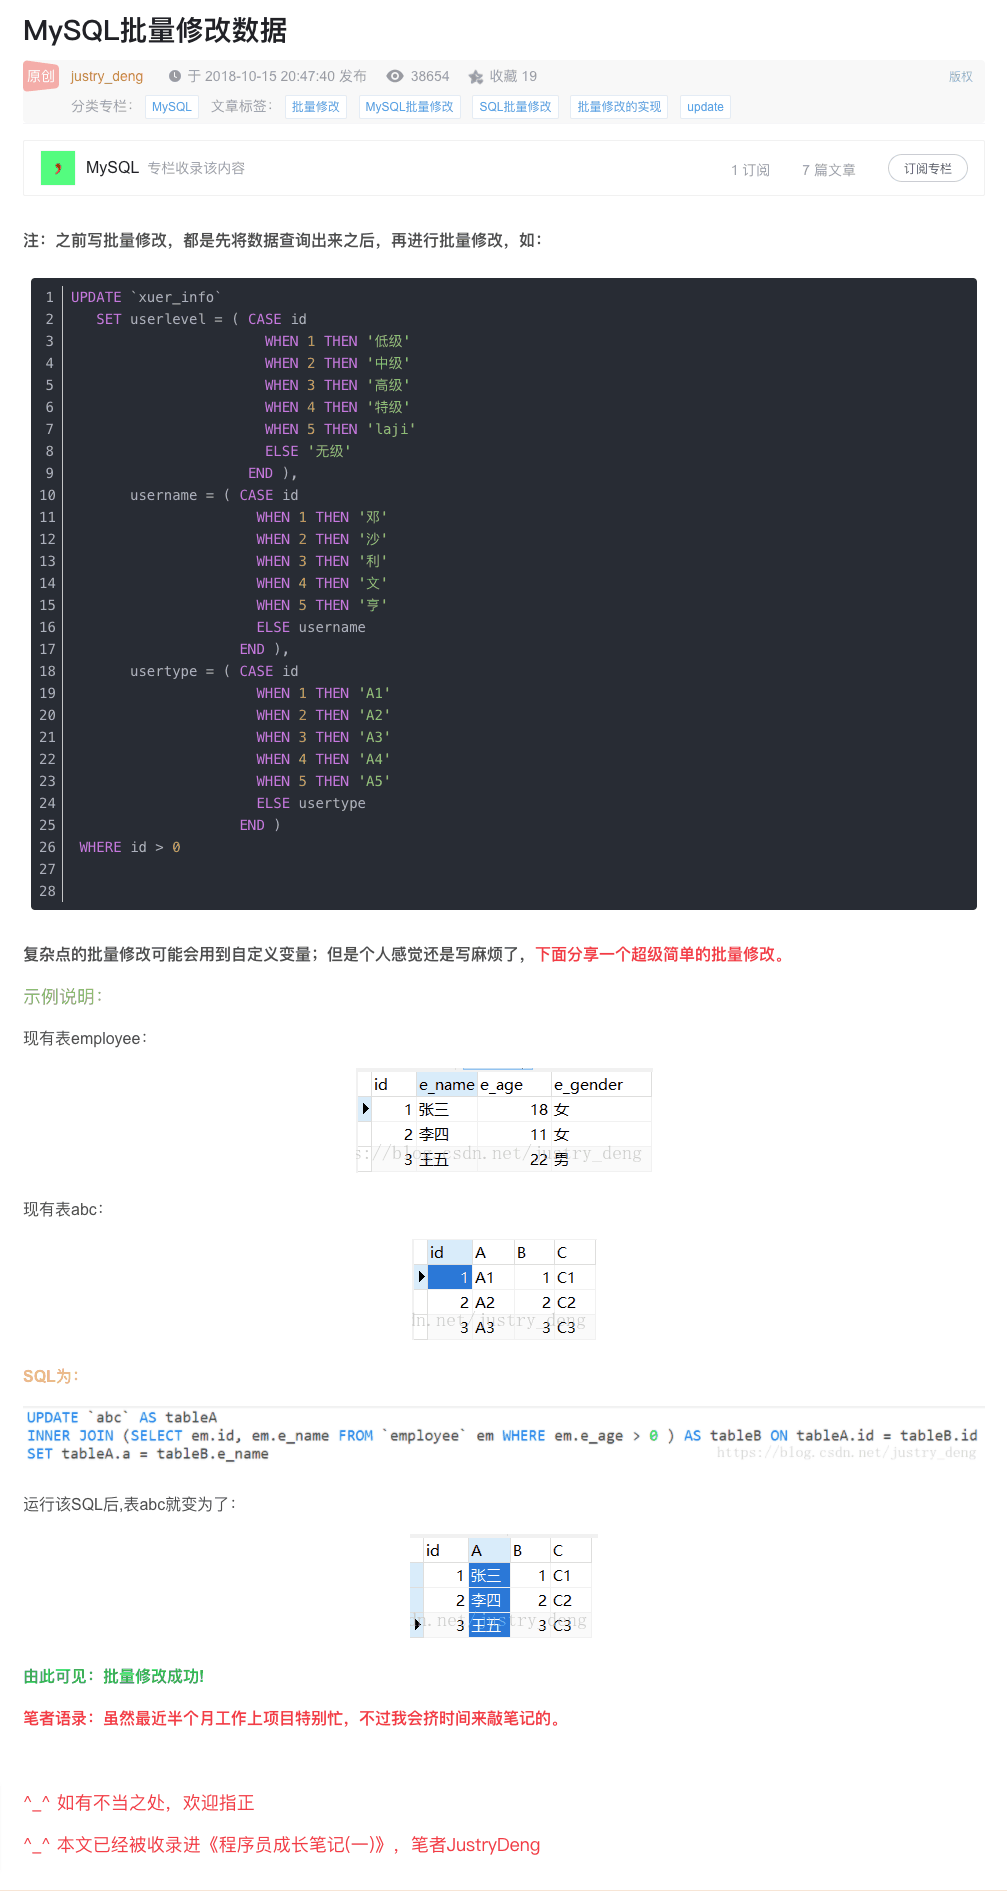 MySQL批量修改数据
原创 justry_deng 于 2018-10-15 20:47:40 发布 38654 收藏 19 版权
分类专栏： MySQL 文章标签： 批量修改 MySQL批量修改 SQL批量修改 批量修改的实现 update
MySQL 专栏收录该内容 1 订阅 7 篇文章 订阅专栏
注：之前写批量修改，都是先将数据查询出来之后，再进行批量修改，如：
1 UPDATE `xuer_info`
2 SET userlevel = ( CASE id
3 WHEN 1 THEN '低级'
4 WHEN 2 THEN '中级'
5 WHEN 3 THEN '高级'
6 WHEN 4 THEN '特级'
7 WHEN 5 THEN 'laji'
8 ELSE '无级'
9 END ),
10 username = ( CASE id
11 WHEN 1 THEN '邓'
12 WHEN 2 THEN '沙'
13 WHEN 3 THEN '利'
14 WHEN 4 THEN '文'
15 WHEN 5 THEN '亨'
16 ELSE username
17 END ),
18 usertype = ( CASE id
19 WHEN 1 THEN 'A1'
20 WHEN 2 THEN 'A2'
21 WHEN 3 THEN 'A3'
22 WHEN 4 THEN 'A4'
23 WHEN 5 THEN 'A5'
24 ELSE usertype
25 END )
26 WHERE id > 0
27
28
复杂点的批量修改可能会用到自定义变量；但是个人感觉还是写麻烦了，下面分享一个超级简单的批量修改。
示例说明：
现有表employee：
id e_name e_age e_gender
1 张三 18 女
2 李四 11 女
s://blog.csdn.net/justry_deng
3 王五 22 男
现有表abc：
id A B C
1 A1 1 C1
2 A2 2 C2
dn.net/justry_deng
3 A3 3 C3
SQL为：
UPDATE `abc` AS tableA
INNER JOIN (SELECT em.id, em.e_name FROM `employee` em WHERE em.e_age > 0 ) AS tableB ON tableA.id = tableB.id
SET tableA.a = tableB.e_name
https://blog.csdn.net/justry_deng
运行该SQL后,表abc就变为了：
id A B C
1 张三 1 C1
2 李四 2 C2
dn.net/justry_deng
3 王五 3 C3
由此可见：批量修改成功!
笔者语录：虽然最近半个月工作上项目特别忙，不过我会挤时间来敲笔记的。
^_^ 如有不当之处，欢迎指正
^_^ 本文已经被收录进《程序员成长笔记(一)》，笔者JustryDeng